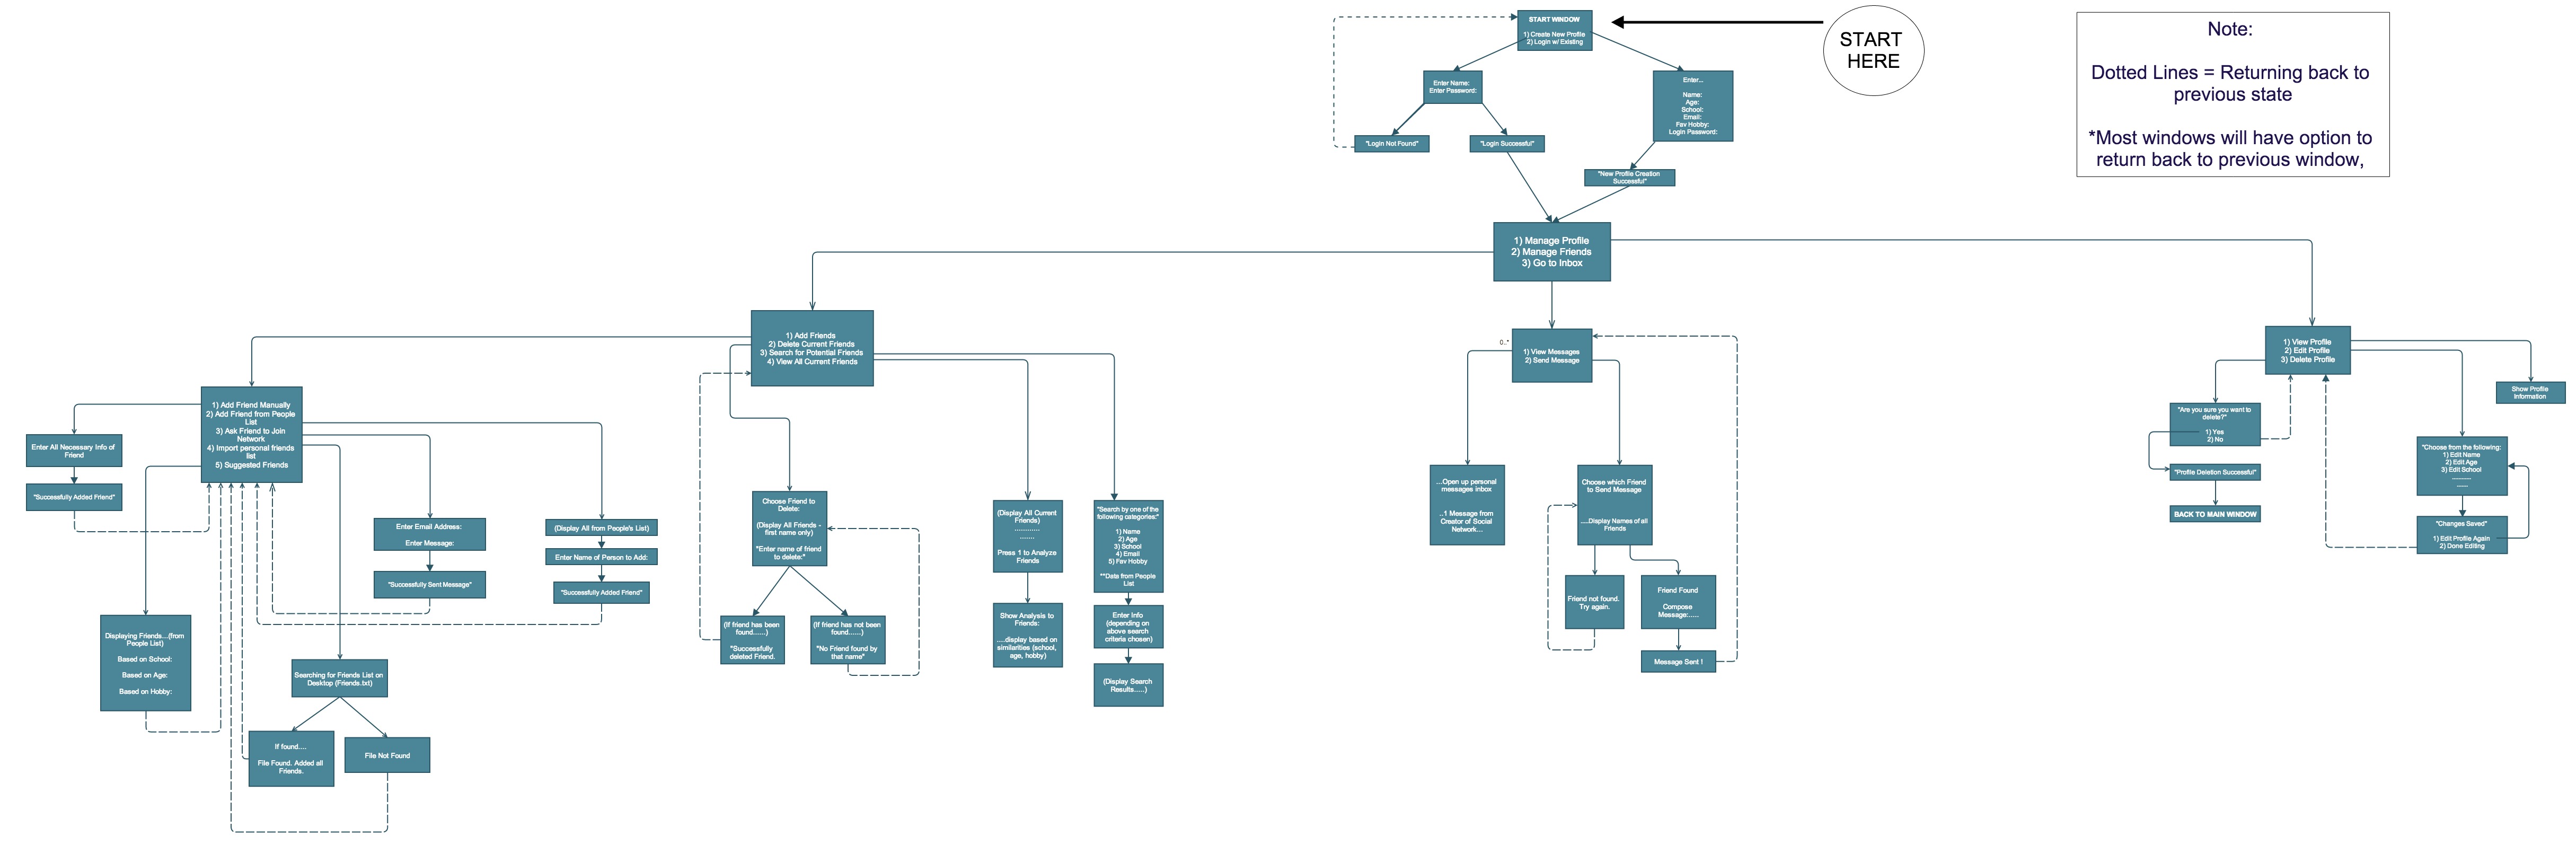 START WINDOW
1) Create New Profile
2) Login w/ Existing
START
HERE
Note:
Dotted Lines = Returning back to
previous state
*Most windows will have option to
return back to previous window,
Enter Name:
Enter Password:
Enter...
Name:
Age:
School:
Email:
Fav Hobby:
Login Password:
"Login Not Found"
"Login Successful"
"New Profile Creation
Successful"
1) Manage Profile
2) Manage Friends
3) Go to Inbox
1) Add Friends
2) Delete Current Friends
3) Search for Potential Friends
4) View All Current Friends
0..*
1) View Messages
2) Send Message
1) View Profile
2) Edit Profile
3) Delete Profile
Show Profile
Information
"Are you sure you want to
delete?"
1) Yes
2) No
"Profile Deletion Successful"
BACK TO MAIN WINDOW
"Choose from the following:
1) Edit Name
2) Edit Age
3) Edit School
..........
......
"Changes Saved"
1) Edit Profile Again
2) Done Editing
1) Add Friend Manually
2) Add Friend from People
List
3) Ask Friend to Join
Network
4) Import personal friends
list
5) Suggested Friends
Enter All Necessary Info of
Friend
"Successfully Added Friend"
Enter Email Address:
Enter Message:
"Successfully Sent Message"
(Display All from People's List)
Enter Name of Person to Add:
"Successfully Added Friend"
Displaying Friends...(from
People List)
Based on School:
Based on Age:
Based on Hobby:
Searching for Friends List on
Desktop (Friends.txt)
If found....
File Found. Added all
Friends.
File Not Found
Choose Friend to
Delete:
(Display All Friends -
first name only)
"Enter name of friend
to delete:"
(If friend has been
found......)
"Successfully
deleted Friend.
(If friend has not been
found......)
"No Friend found by
that name"
(Display All Current
Friends)
............
.......
Press 1 to Analyze
Friends
Show Analysis to
Friends:
....display based on
similarities (school,
age, hobby)
"Search by one of the
following categories:"
1) Name
2) Age
3) School
4) Email
5) Fav Hobby
**Data from People
List
Enter Info
(depending on
above search
criteria chosen)
(Display Search
Results.....)
...Open up personal
messages inbox
..1 Message from
Creator of Social
Network...
Choose which Friend
to Send Message
....Display Names of all
Friends
Friend not found.
Try again.
Friend Found
Compose
Message:.....
Message Sent !